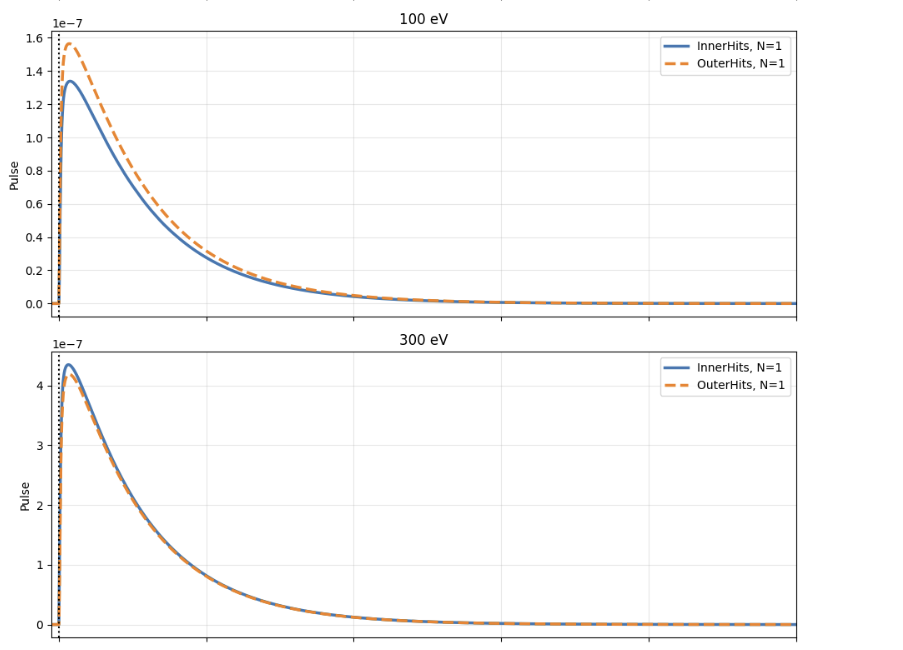 100 eV
1e−7
1.6
1.4
1.2
1.0
0.8
0.6
0.4
0.2
0.0
Pulse
InnerHits, N=1
OuterHits, N=1
300 eV
1e−7
4
3
2
1
0
Pulse
InnerHits, N=1
OuterHits, N=1